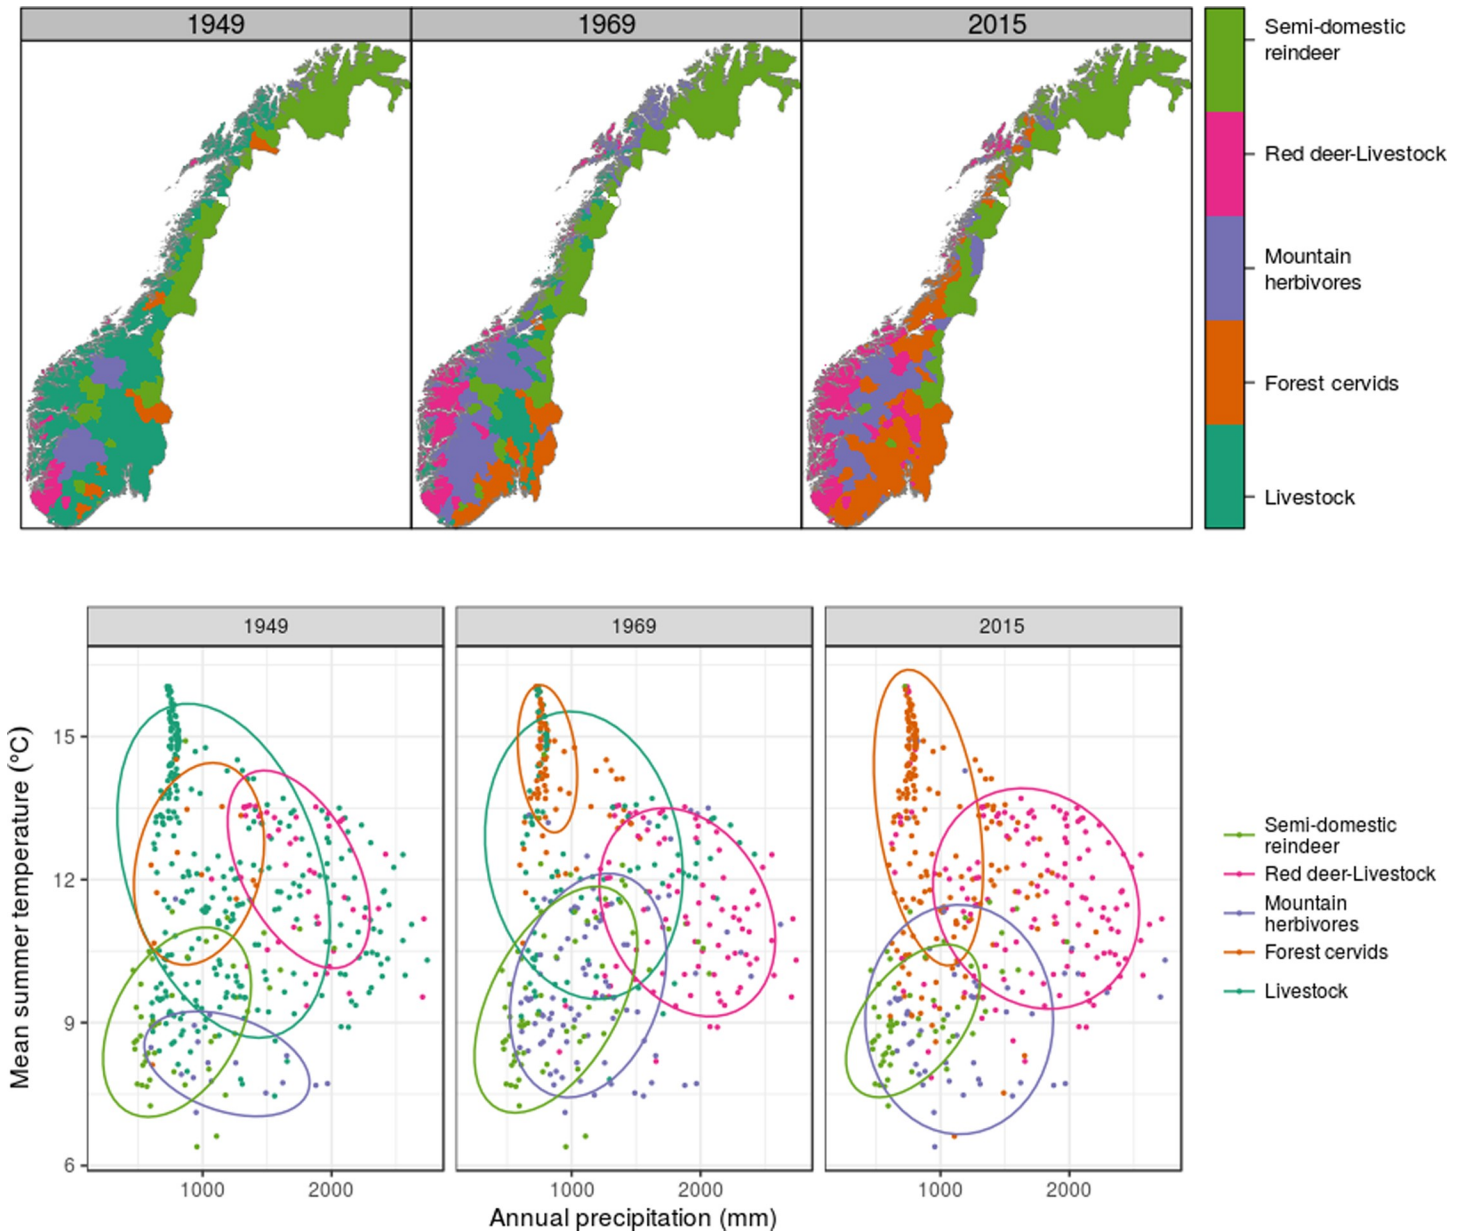 1949
1969
2015
Semi-domestic
reindeer
Red deer-Livestock
Mountain
herbivores
Forest cervids
Livestock
1949
1969
2015
Mean summer temperature (°C)
15
12
9
6
1000
2000
1000
2000
1000
2000
Annual precipitation (mm)
Semi-domestic
reindeer
Red deer-Livestock
Mountain
herbivores
Forest cervids
Livestock